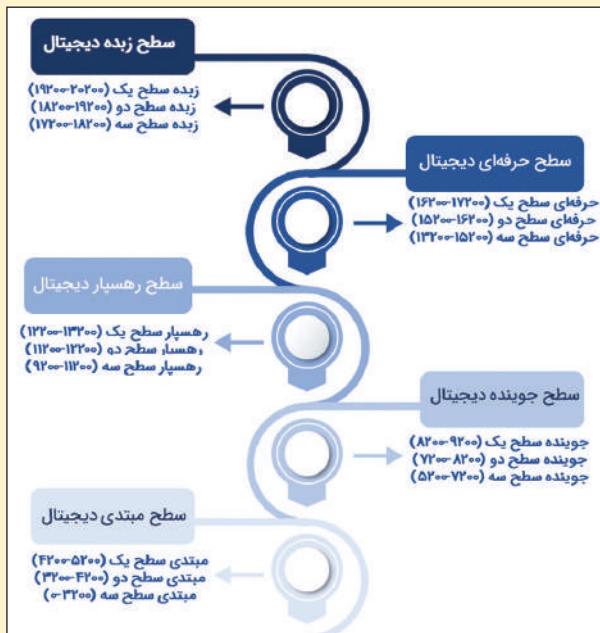 سطح زبده دیجیتال
زبده سطح یک (۱۹۲۰۰-۲۰۲۰۰)
زبده سطح دو (۱۸۲۰۰-۱۹۲۰۰)
زبده سطح سه (۱۷۲۰۰-۱۸۲۰۰)
سطح حرفه‌ای دیجیتال
حرفه‌ای سطح یک (۱۶۲۰۰-۱۷۲۰۰)
حرفه‌ای سطح دو (۱۵۲۰۰-۱۶۲۰۰)
حرفه‌ای سطح سه (۱۳۲۰۰-۱۵۲۰۰)
سطح رهسپار دیجیتال
رهسپار سطح یک (۱۲۲۰۰-۱۳۲۰۰)
رهسپار سطح دو (۱۱۲۰۰-۱۲۲۰۰)
رهسپار سطح سه (۹۲۰۰-۱۱۲۰۰)
سطح جوینده دیجیتال
جوینده سطح یک (۸۲۰۰-۹۲۰۰)
جوینده سطح دو (۷۲۰۰-۸۲۰۰)
جوینده سطح سه (۵۲۰۰-۷۲۰۰)
سطح مبتدی دیجیتال
مبتدی سطح یک (۴۲۰۰-۵۲۰۰)
مبتدی سطح دو (۳۲۰۰-۴۲۰۰)
مبتدی سطح سه (۰-۳۲۰۰)